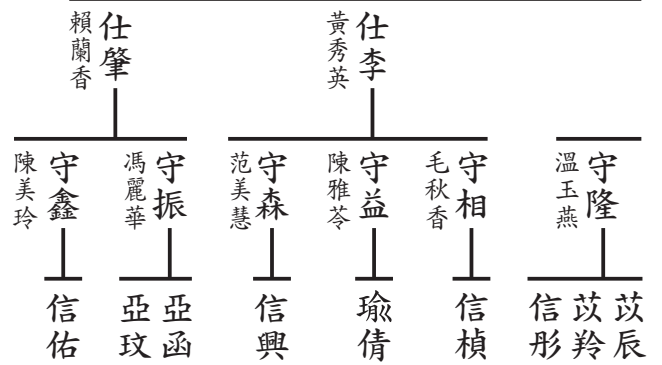 仕李
黃秀英
仕肇
賴蘭香
守隆
溫玉燕
守相
毛秋香
守益
陳雅苓
守森
范美慧
守振
馮麗華
守鑫
陳美玲
苡辰
苡羚
信彤
信楨
瑜倩
信興
亞函
亞玟
信佑